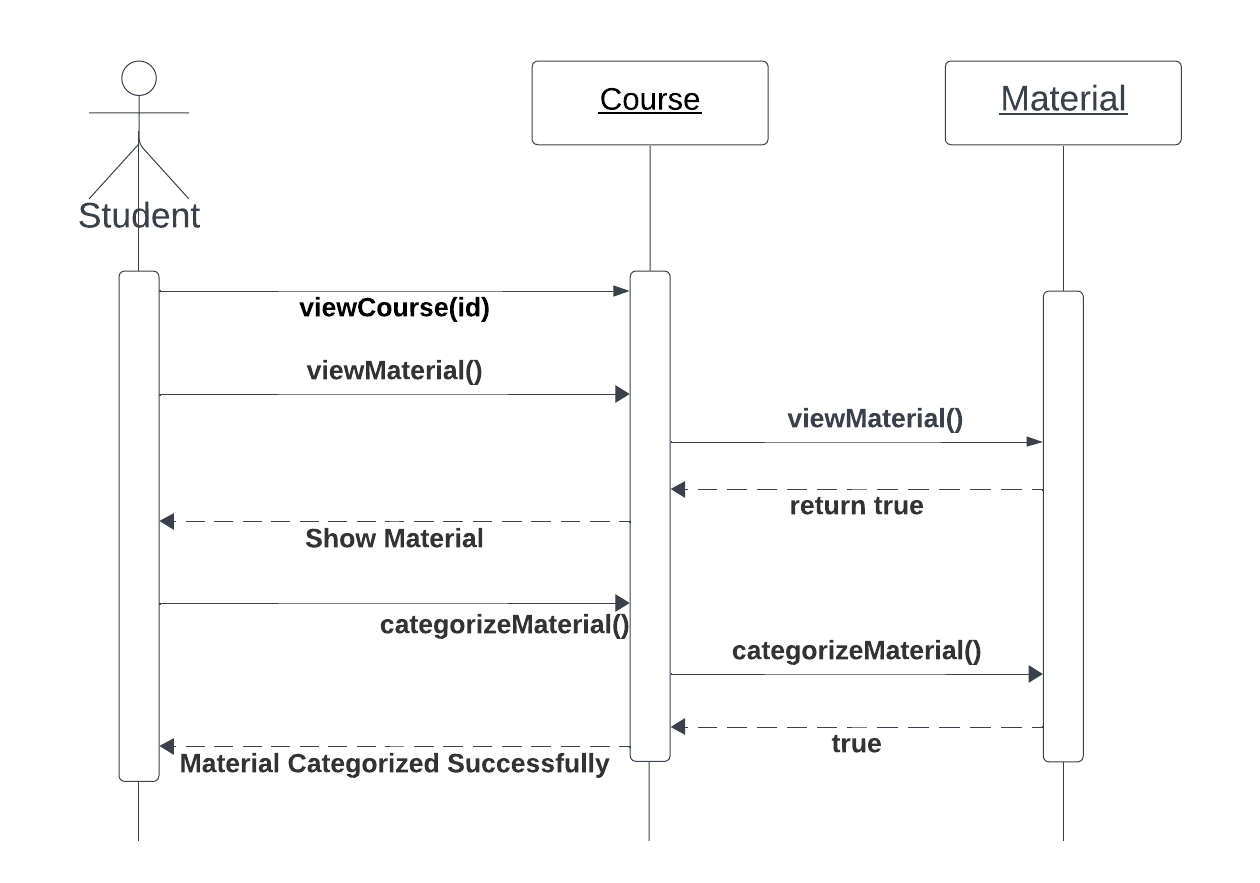 Course
Material
Student
viewCourse(id)
viewMaterial()
viewMaterial()
return true
Show Material
categorizeMaterial()
categorizeMaterial()
true
Material Categorized Successfully